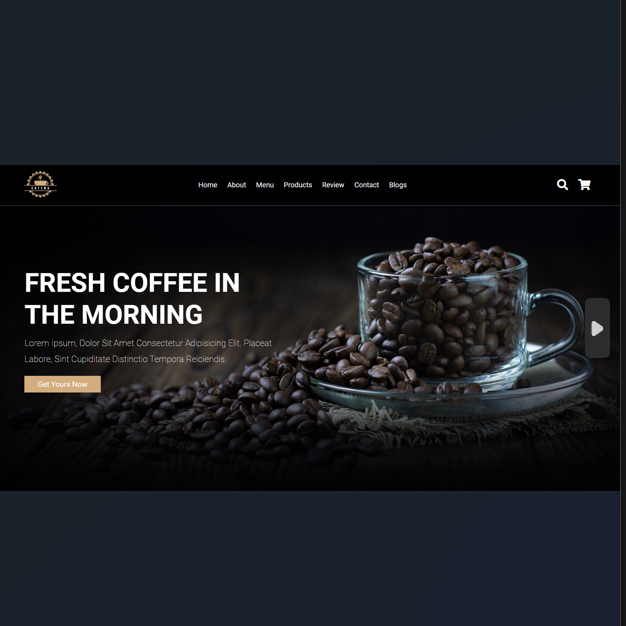 Home About Menu Products Review Contact Blogs
FRESH COFFEE IN
THE MORNING
Lorem Ipsum, Dolor Sit Amet Consectetur Adipisicing Elit. Placeat
Labore, Sint Cupiditate Distinctio Tempora Reiciendis.
Get Yours Now